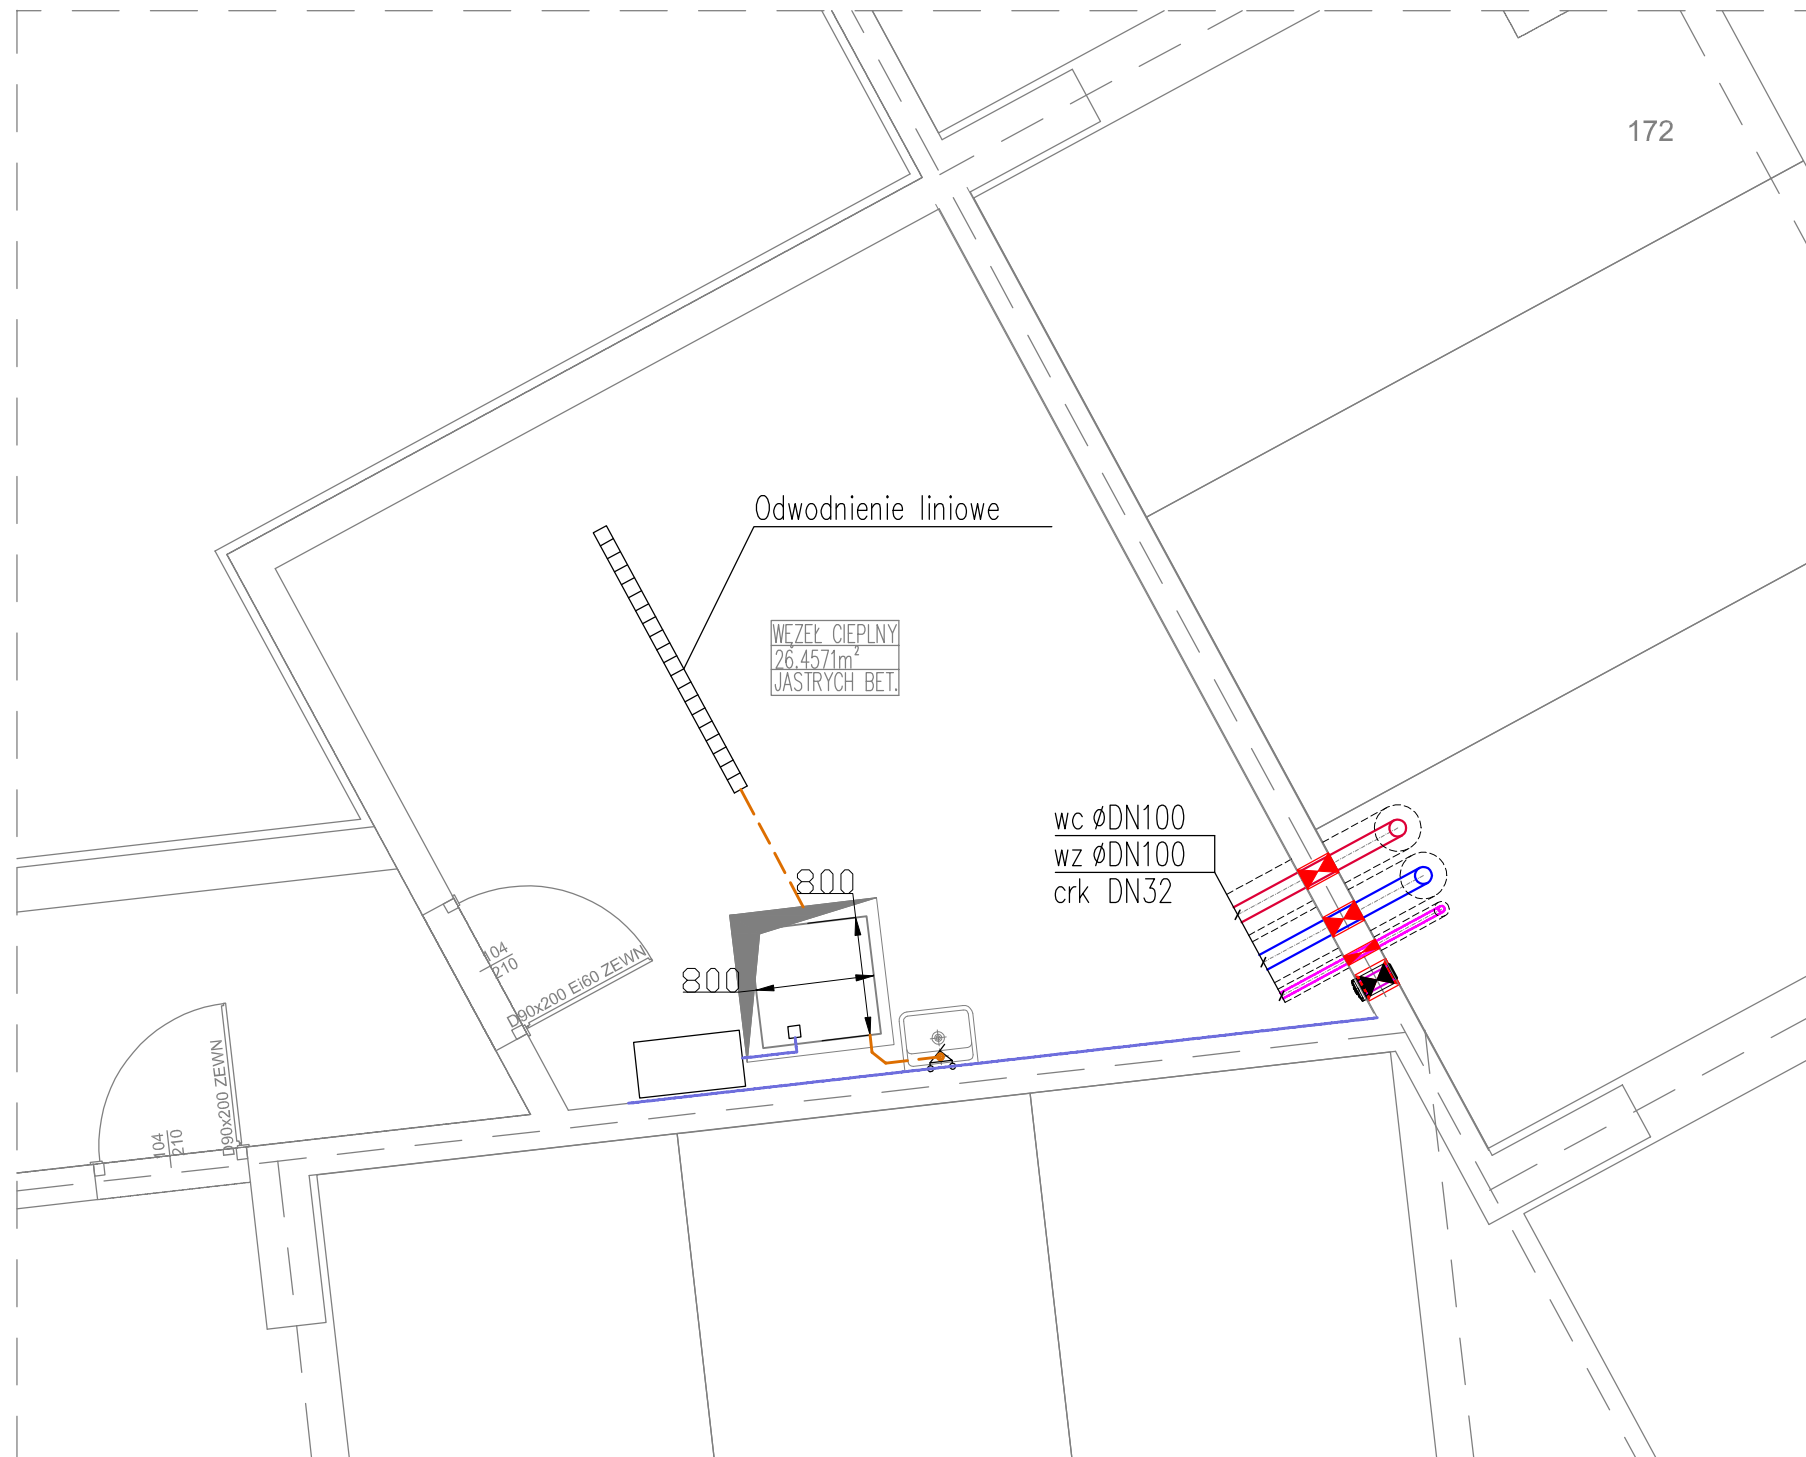 172
Odwodnienie liniowe
WĘZEŁ CIEPLNY
26.4571m²
JASTRYCH BET.
wc øDN100
wz øDN100
crk DN32
800
800
104
210
D90x200 Ei60 ZEWN
104
210
D90x200 ZEWN